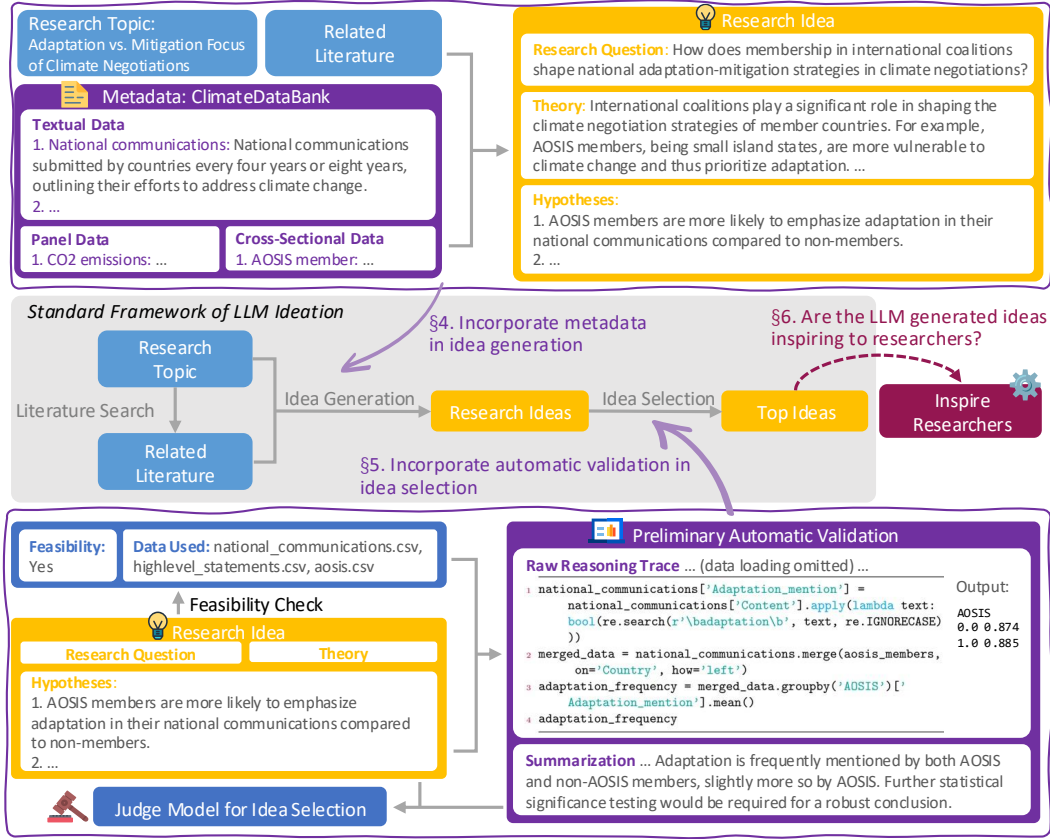 Research Topic:
Adaptation vs. Mitigation Focus
of Climate Negotiations
Related
Literature
Metadata: ClimateDataBank
Textual Data
1. National communications: National
communications
submitted by countries every four years or eight years,
outlining their efforts to address climate change.
2. …
Panel Data
1. CO2 emissions: …
Cross-Sectional Data
1. AOSIS member: …
Research Idea
Research Question: How does membership in international coalitions
shape national adaptation-mitigation strategies in climate negotiations?
Theory: International coalitions play a significant role in shaping the
climate negotiation strategies of member countries. For example,
AOSIS members, being small island states, are more vulnerable to
climate change and thus prioritize adaptation. …
Hypotheses:
1. AOSIS members are more likely to emphasize adaptation in their
national communications compared to non-members.
2. …
Standard Framework of LLM Ideation
§4. Incorporate metadata
in idea generation
§6. Are the LLM generated ideas
inspiring to researchers?
Research
Topic
Literature Search
Related
Literature
Idea Generation
Research Ideas
Idea Selection
Top Ideas
Inspire
Researchers
§5. Incorporate automatic validation in
idea selection
Feasibility:
Yes
Data Used: national_communications.csv,
highlevel_statements.csv, aosis.csv
Feasibility Check
Research Idea
Research Question
Theory
Hypotheses:
1. AOSIS members are more likely to emphasize
adaptation in their national communications compared
to non-members.
2. …
Judge Model for Idea Selection
Preliminary Automatic Validation
Raw Reasoning Trace … (data loading omitted) …
1 national_communications['Adaptation_mention'] =
national_communications['Content'].apply(lambda text:
bool(re.search(r'\badaptation\b', text, re.IGNORECASE)
))
2 merged_data = national_communications.merge(aosis_members,
on='Country', how='left')
3 adaptation_frequency = merged_data.groupby('AOSIS')['
Adaptation_mention'].mean()
4 adaptation_frequency
Output:
AOSIS
0.0 0.874
1.0 0.885
Summarization … Adaptation is frequently mentioned by both AOSIS
and non-AOSIS members, slightly more so by AOSIS. Further statistical
significance testing would be required for a robust conclusion.